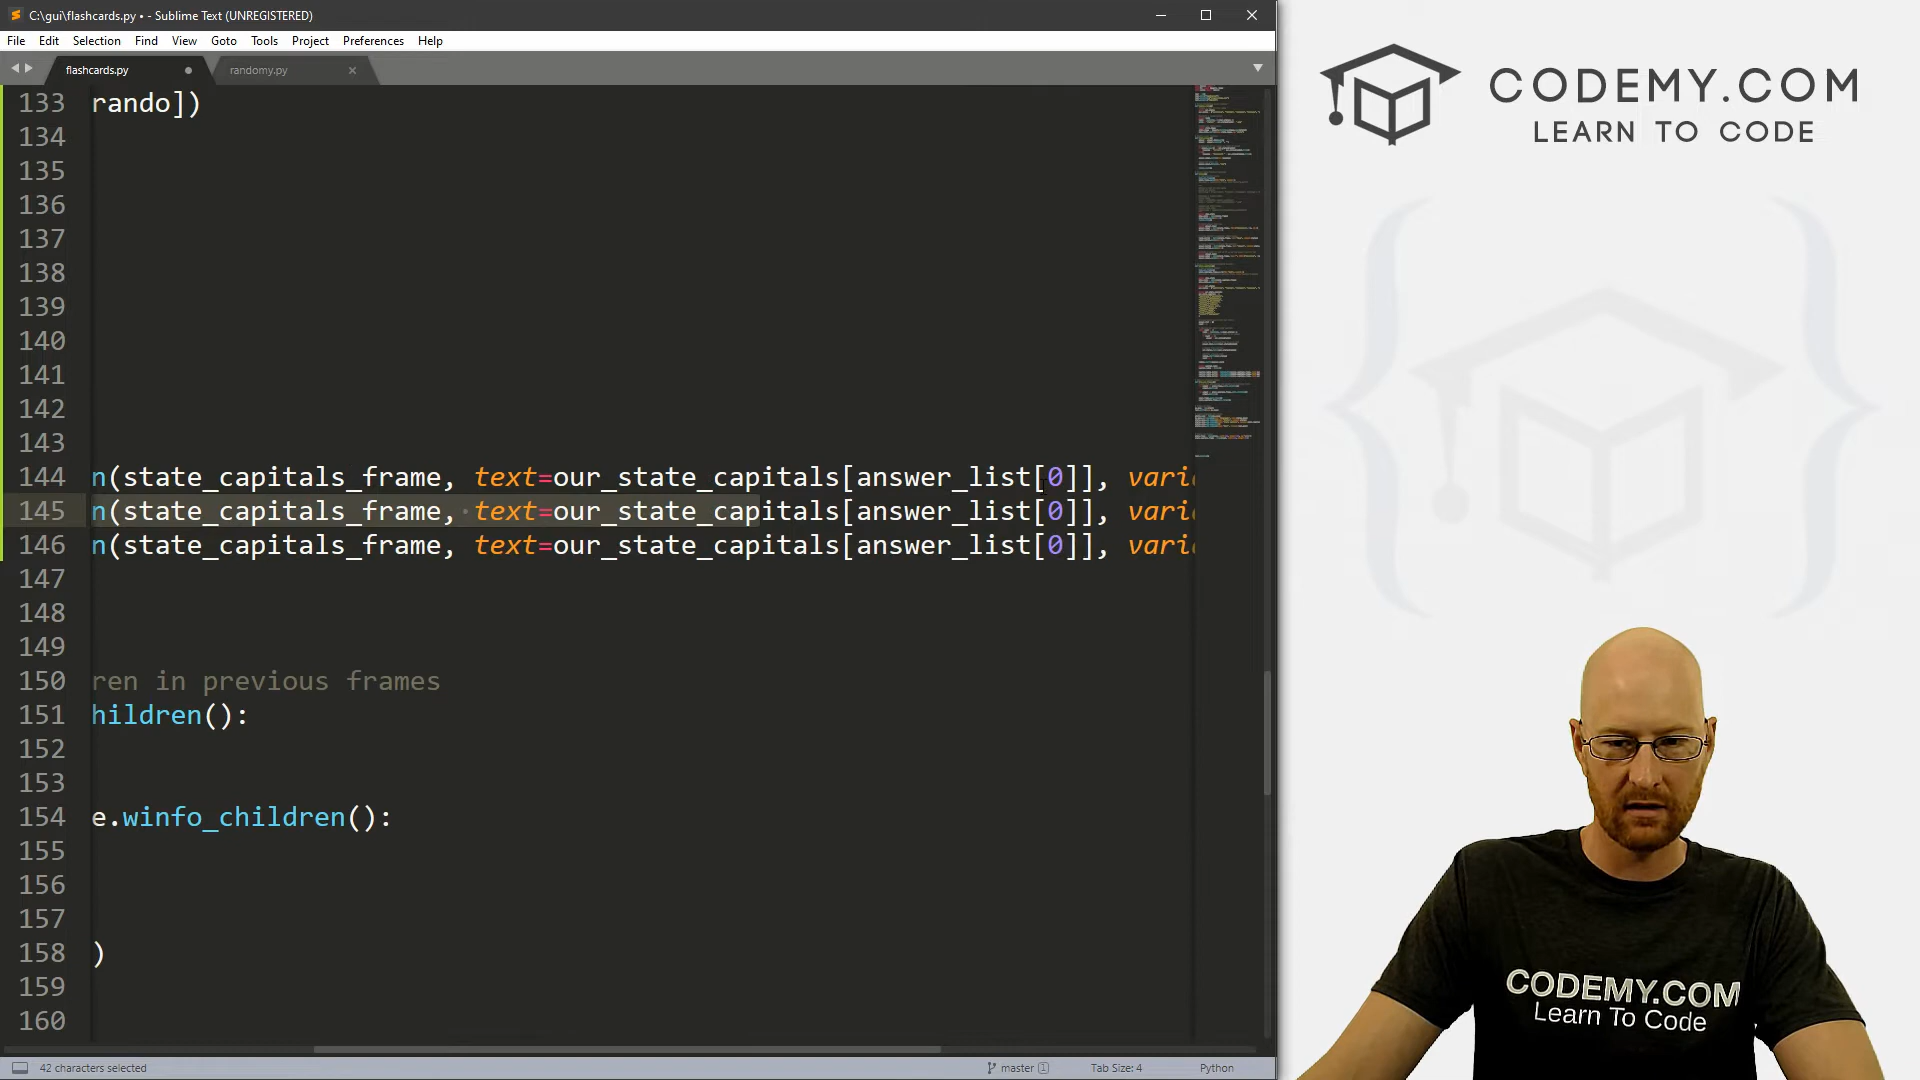 C:\gui\flashcards.py • - Sublime Text (UNREGISTERED)
File Edit Selection Find View Goto Tools Project Preferences Help
flashcards.py
randomy.py
133 rando])
134
135
136
137
138
139
140
141
142
143
144 n(state_capitals_frame, text=our_state_capitals[answer_list[0]], vari
145 n(state_capitals_frame, text=our_state_capitals[answer_list[0]], vari
146 n(state_capitals_frame, text=our_state_capitals[answer_list[0]], vari
147
148
149
150 ren in previous frames
151 hildren():
152
153
154 e.winfo_children():
155
156
157
158 )
159
160
42 characters selected
master 1
Tab Size: 4
Python
CODEMY.COM
LEARN TO CODE
CODEMY.COM
Learn To Code